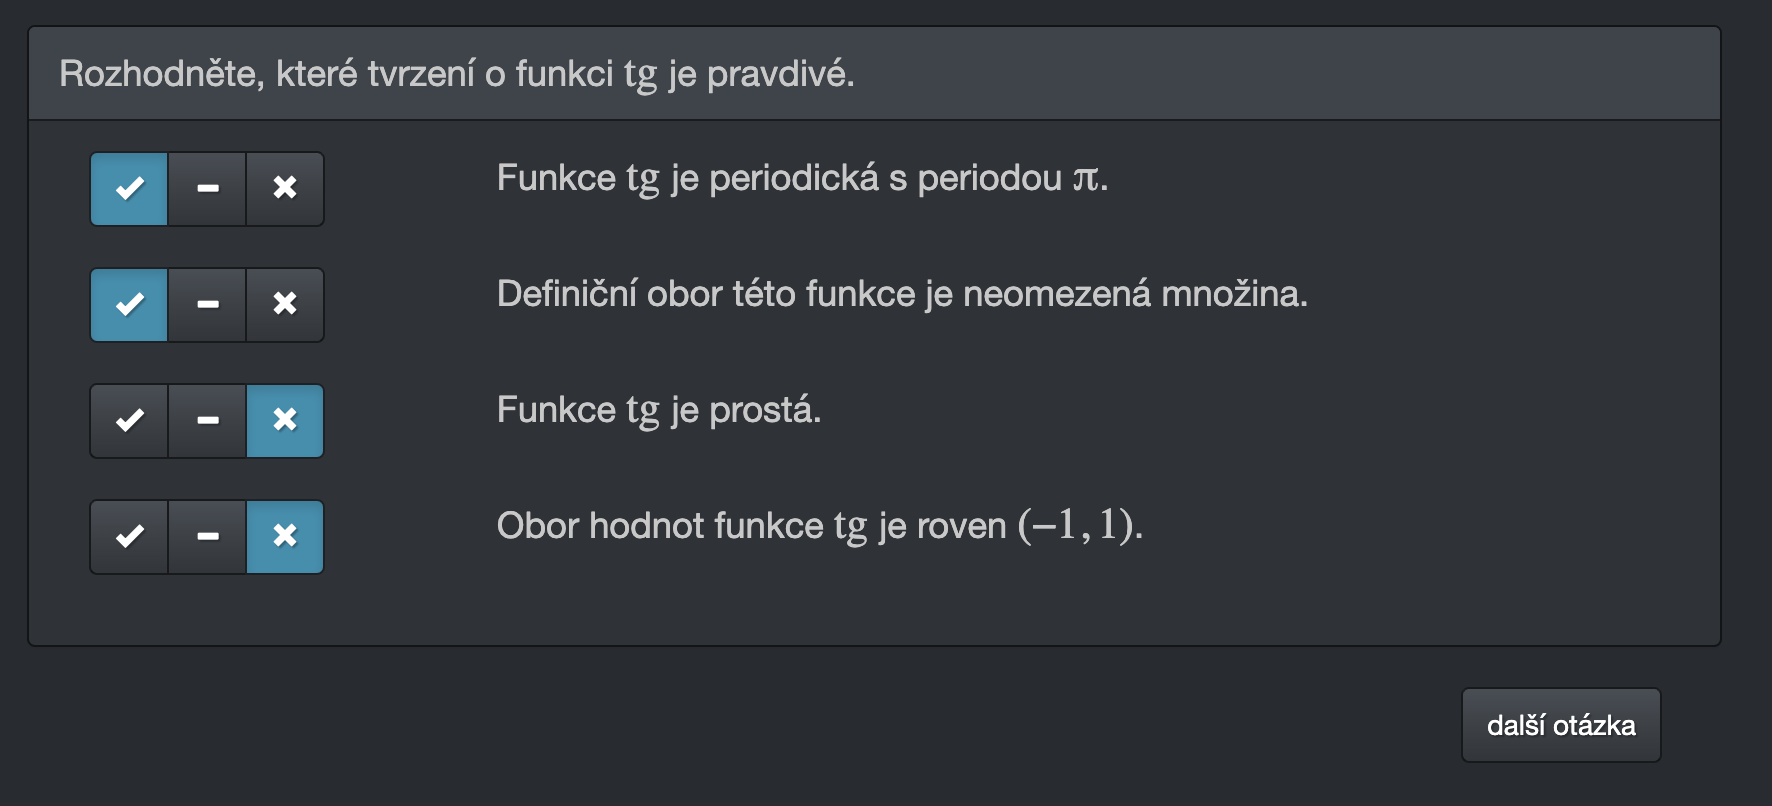 Rozhodněte, které tvrzení o funkci tg je pravdivé.
Funkce tg je periodická s periodou π.
Definiční obor této funkce je neomezená množina.
Funkce tg je prostá.
Obor hodnot funkce tg je roven (−1, 1).
další otázka